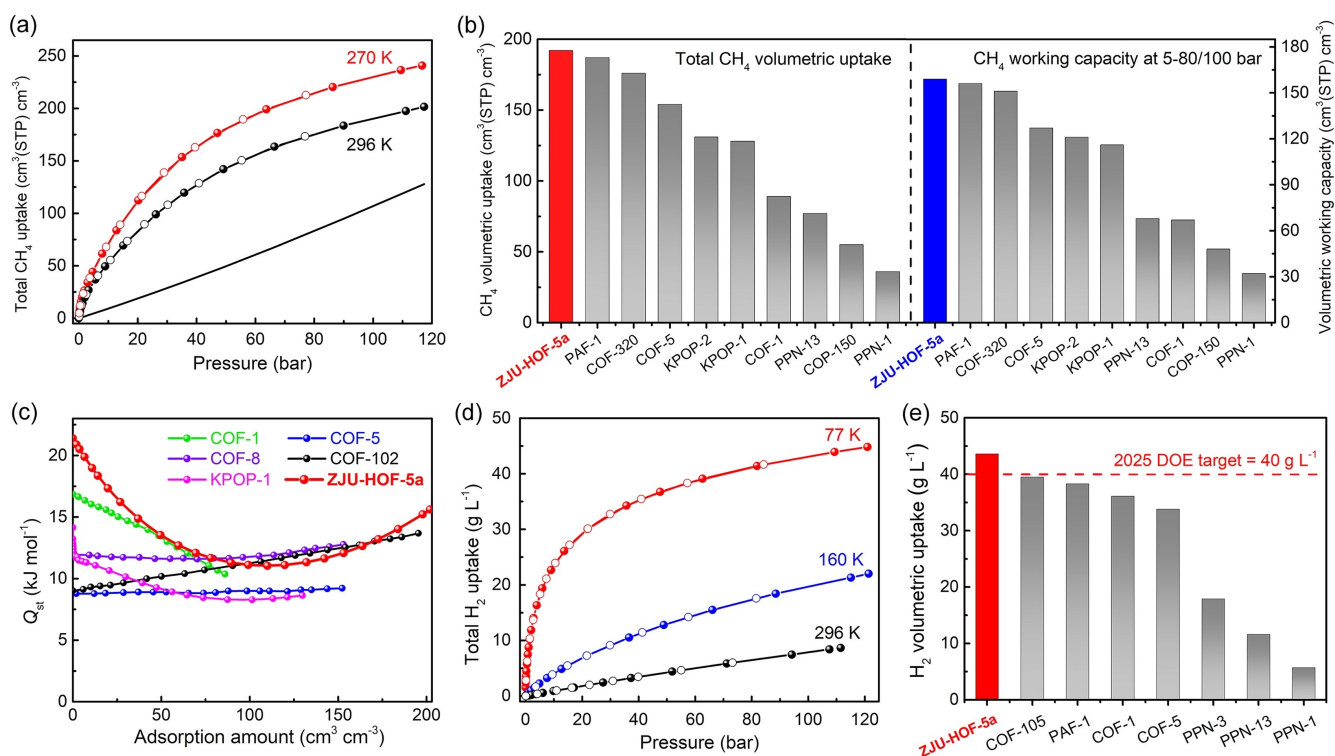 (a)
Total CH4 uptake (cm3(STP) cm-3)
250
200
150
100
50
0
270 K
296 K
0 20 40 60 80 100 120
Pressure (bar)
(b)
CH4 volumetric uptake (cm3(STP) cm-3)
200
150
100
50
0
Total CH4 volumetric uptake
CH4 working capacity at 5-80/100 bar
180
150
120
90
60
30
0
Volumetric working capacity (cm3(STP) cm-3)
ZJU-HOF-5a
PAF-1
COF-320
COF-5
KPOP-2
KPOP-1
COF-1
PPN-13
COP-150
PPN-1
ZJU-HOF-5a
PAF-1
COF-320
COF-5
KPOP-2
KPOP-1
PPN-13
COF-1
COP-150
PPN-1
(c)
Qst (kJ mol-1)
20
15
10
5
0
COF-1
COF-5
COF-8
COF-102
KPOP-1
ZJU-HOF-5a
0 50 100 150 200
Adsorption amount (cm3 cm-3)
(d)
Total H2 uptake (g L-1)
50
40
30
20
10
0
77 K
160 K
296 K
0 20 40 60 80 100 120
Pressure (bar)
(e)
H2 volumetric uptake (g L-1)
50
40
30
20
10
0
2025 DOE target = 40 g L-1
ZJU-HOF-5a
COF-105
PAF-1
COF-1
COF-5
PPN-3
PPN-13
PPN-1